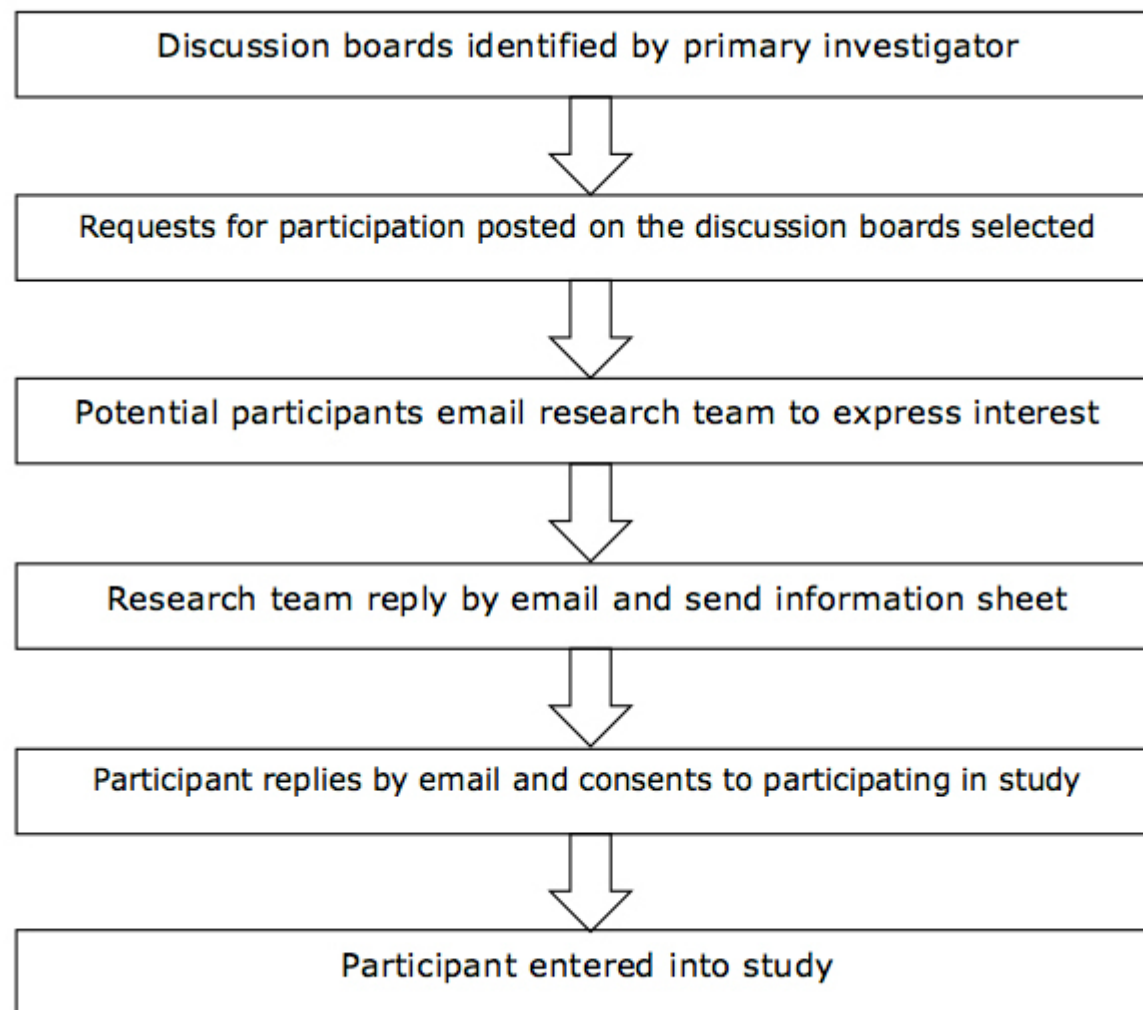 Discussion boards identified by primary investigator
Requests for participation posted on the discussion boards selected
Potential participants email research team to express interest
Research team reply by email and send information sheet
Participant replies by email and consents to participating in study
Participant entered into study